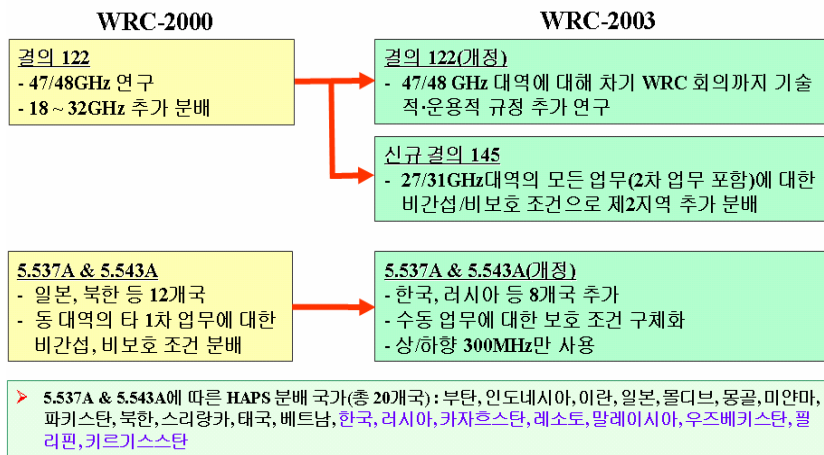 WRC-2000
WRC-2003
결의 122
- 47/48GHz 연구
- 18 ~ 32GHz 추가 분배
결의 122(개정)
- 47/48 GHz 대역에 대해 차기 WRC 회의까지 기술
적·운용적 규정 추가 연구
신규 결의 145
- 27/31GHz대역의 모든 업무(2차 업무 포함)에 대한
비간섭/비보호 조건으로 제2지역 추가 분배
5.537A & 5.543A
- 일본, 북한 등 12개국
- 동 대역의 타 1차 업무에 대한
비간섭, 비보호 조건 분배
5.537A & 5.543A(개정)
- 한국, 러시아 등 8개국 추가
- 수동 업무에 대한 보호 조건 구체화
- 상/하향 300MHz만 사용
➤ 5.537A & 5.543A에 따른 HAPS 분배 국가(총 20개국) : 부탄, 인도네시아, 이란, 일본, 몰디브, 몽골, 미얀마,
파키스탄, 북한, 스리랑카, 태국, 베트남, 한국, 러시아, 카자흐스탄, 레소토, 말레이시아, 우즈베키스탄, 필
리핀, 키르기스스탄